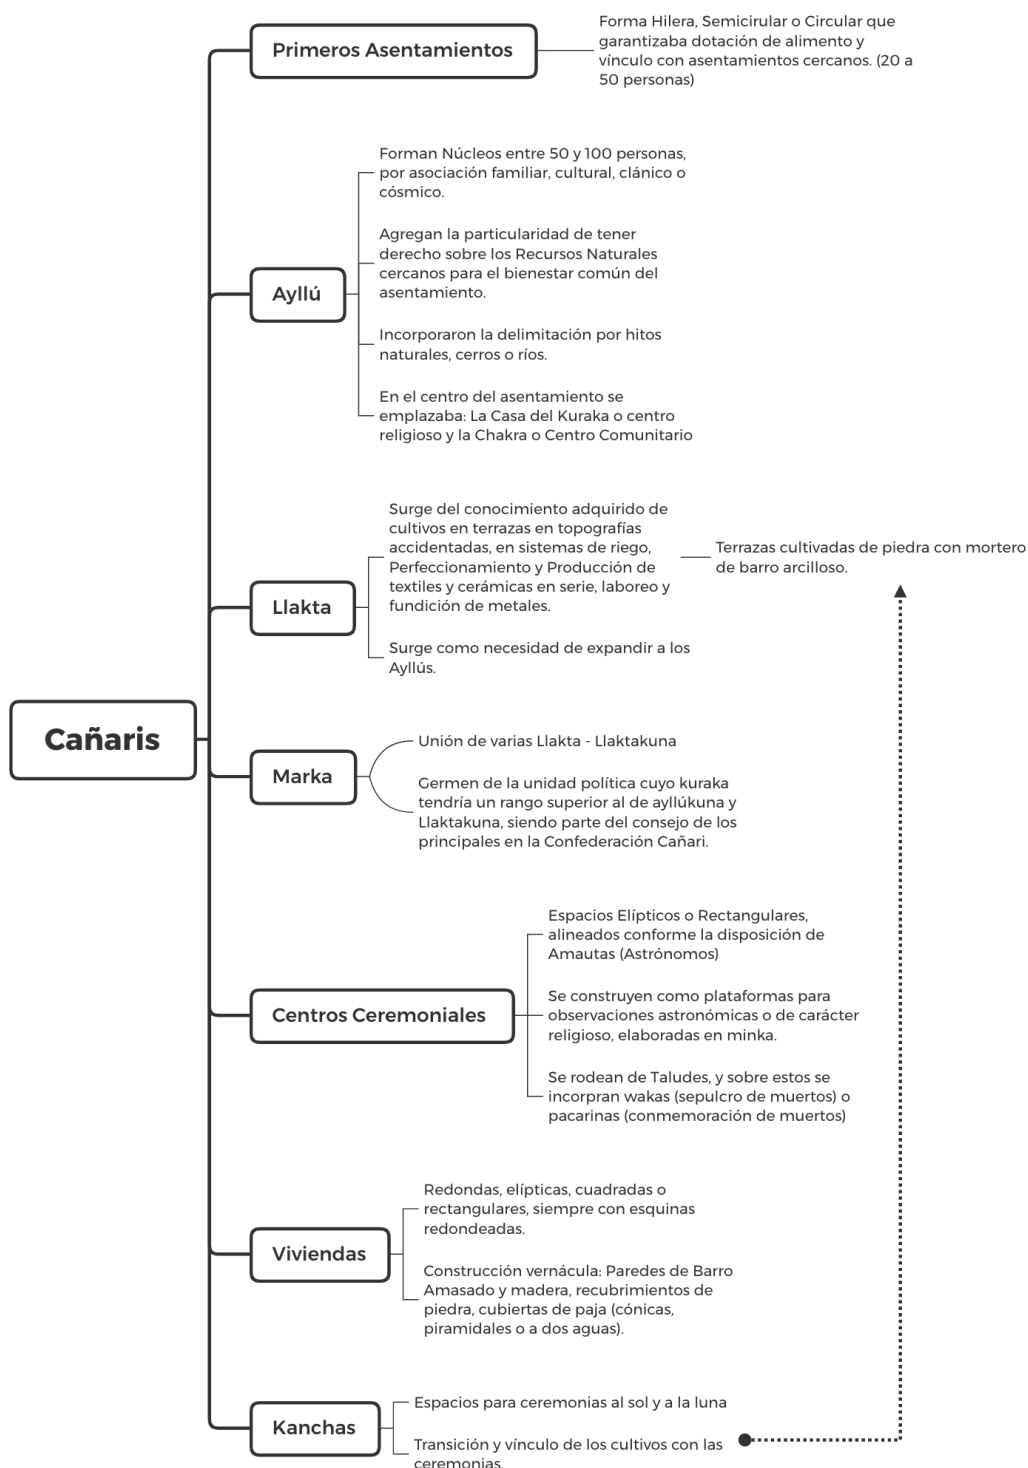 Primeros Asentamientos
Forma Hilera, Semicirular o Circular que
garantizaba dotación de alimento y
vínculo con asentamientos cercanos. (20 a
50 personas)
Forman Núcleos entre 50 y 100 personas,
por asociación familiar, cultural, clánico o
cósmico.
Agregan la particularidad de tener
derecho sobre los Recursos Naturales
cercanos para el bienestar común del
asentamiento.
Ayllú
Incorporaron la delimitación por hitos
naturales, cerros o ríos.
En el centro del asentamiento se
emplazaba: La Casa del Kuraka o centro
religioso y la Chakra o Centro Comunitario
Surge del conocimiento adquirido de
cultivos en terrazas en topografías
accidentadas, en sistemas de riego,
Perfeccionamiento y Producción de
textiles y cerámicas en serie, laboreo y
fundición de metales.
Terrazas cultivadas de piedra con mortero
de barro arcilloso.
Llakta
Surge como necesidad de expandir a los
Ayllús.
Cañaris
Unión de varias Llakta - Llaktakuna
Marka
Germen de la unidad política cuyo kuraka
tendría un rango superior al de ayllúkuna y
Llaktakuna, siendo parte del consejo de los
principales en la Confederación Cañari.
Espacios Elípticos o Rectangulares,
alineados conforme la disposición de
Amautas (Astrónomos)
Centros Ceremoniales
Se construyen como plataformas para
observaciones astronómicas o de carácter
religioso, elaboradas en minka.
Se rodean de Taludes, y sobre estos se
incorpran wakas (sepulcro de muertos) o
pacarinas (conmemoración de muertos)
Redondas, elípticas, cuadradas o
rectangulares, siempre con esquinas
redondeadas.
Viviendas
Construcción vernácula: Paredes de Barro
Amasado y madera, recubrimientos de
piedra, cubiertas de paja (cónicas,
piramidales o a dos aguas).
Espacios para ceremonias al sol y a la luna
Kanchas
Transición y vínculo de los cultivos con las
ceremonias.